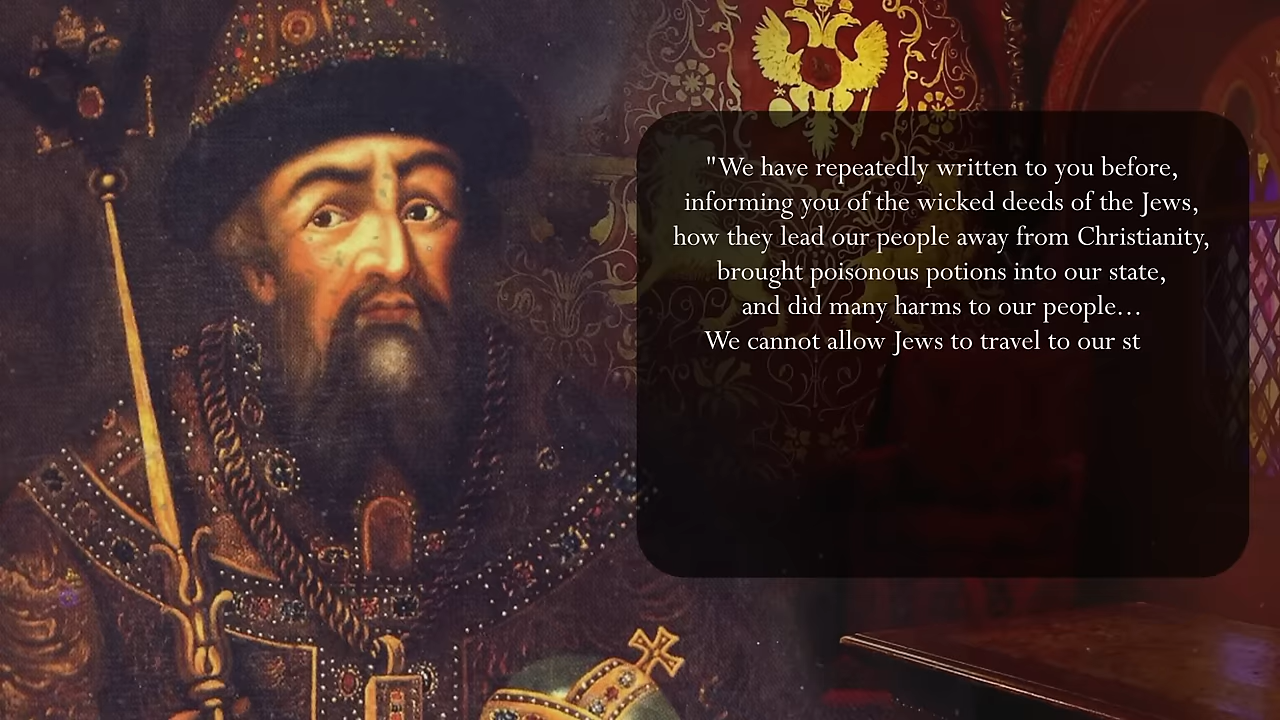 "We have repeatedly written to you before,
informing you of the wicked deeds of the Jews,
how they lead our people away from Christianity,
brought poisonous potions into our state,
and did many harms to our people...
We cannot allow Jews to travel to our st